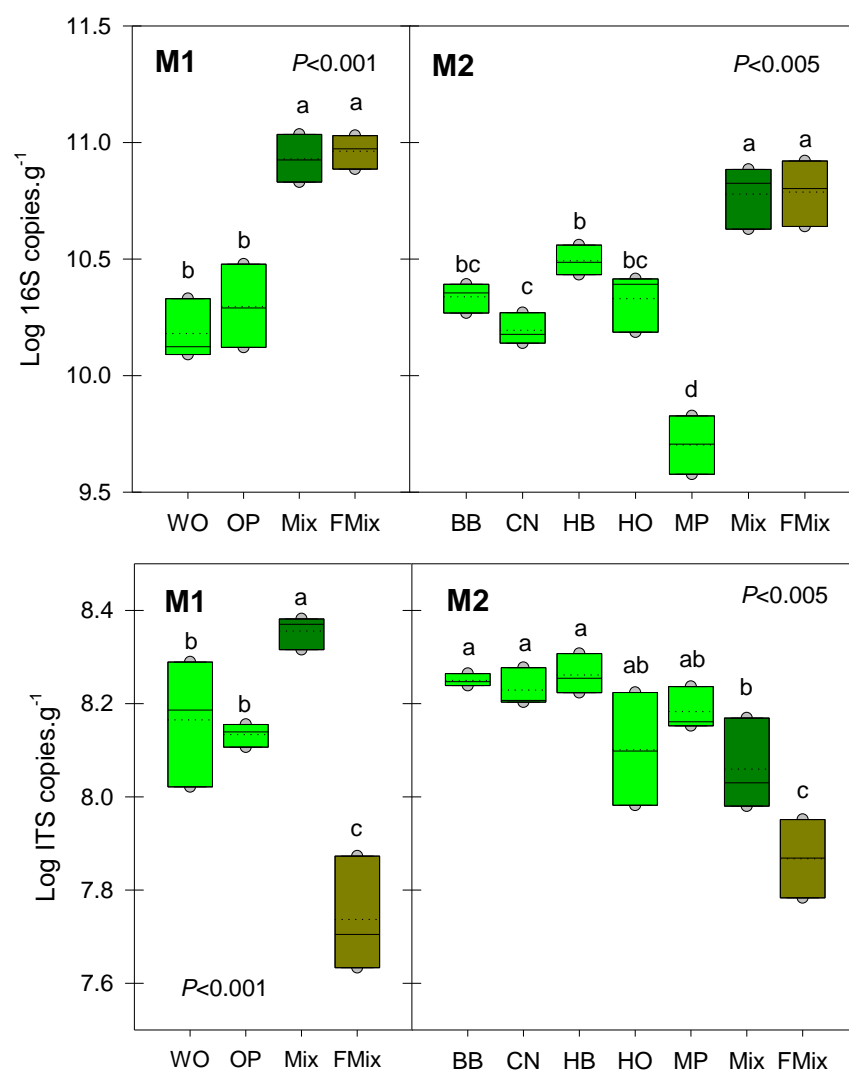 11.5
M1
P<0.001
M2
P<0.005
a
a
a
a
11.0
b
b
b
bc
bc
c
10.5
d
10.0
9.5
Log 16S copies.g-1
WO OP Mix FMix BB CN HB HO MP Mix FMix
M1
M2
P<0.005
8.4
a
b
b
a
a
a
ab
ab
b
8.2
8.0
c
c
7.8
7.6
P<0.001
Log ITS copies.g-1
WO OP Mix FMix BB CN HB HO MP Mix FMix